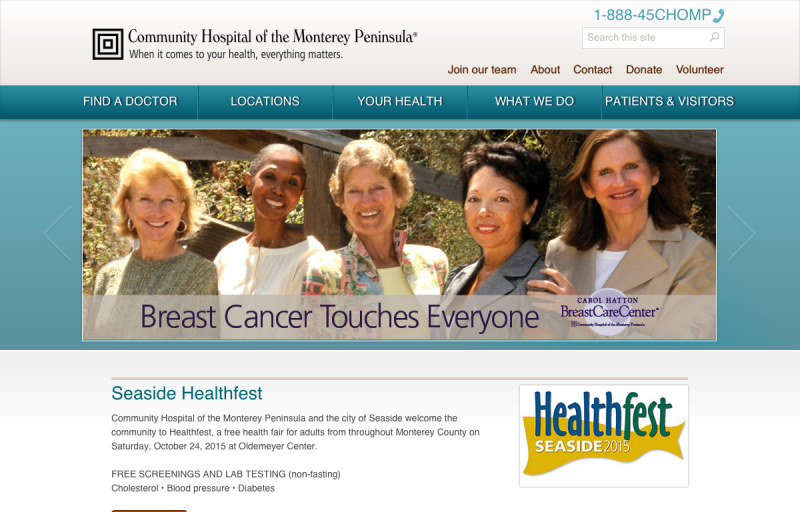 1-888-45CHOMP
Community Hospital of the Monterey Peninsula®
When it comes to your health, everything matters.
Search this site
Join our team About Contact Donate Volunteer
FIND A DOCTOR LOCATIONS YOUR HEALTH WHAT WE DO PATIENTS & VISITORS
Breast Cancer Touches Everyone
CAROL HATTON
BreastCareCenter
Community Hospital of the Monterey Peninsula
Seaside Healthfest
Community Hospital of the Monterey Peninsula and the city of Seaside welcome the
community to Healthfest, a free health fair for adults from throughout Monterey County on
Saturday, October 24, 2015 at Oldemeyer Center.
FREE SCREENINGS AND LAB TESTING (non-fasting)
Cholesterol • Blood pressure • Diabetes
Healthfest
SEASIDE 2015